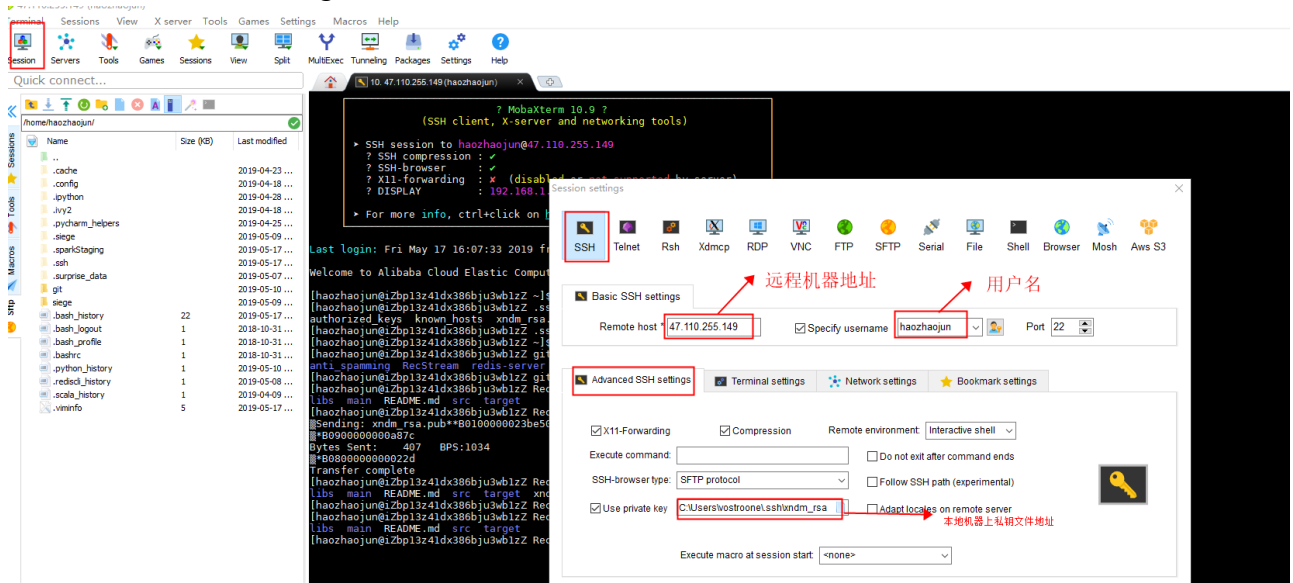 Terminal Sessions View X server Tools Games Settings Macros Help
Session Servers Tools Games Sessions View Split MultiExec Tunneling Packages Settings Help
Quick connect...
10. 47.110.255.149 (haozhaojun)
/home/haozhaojun/
Name Size (KB) Last modified
..
.cache 2019-04-23 ...
.config 2019-04-18 ...
.ipython 2019-04-28 ...
.ivy2 2019-04-18 ...
.pycharm_helpers 2019-04-25 ...
.siege 2019-05-09 ...
.sparkStaging 2019-05-17 ...
.ssh 2019-05-17 ...
.surprise_data 2019-05-07 ...
git 2019-05-10 ...
siege 2019-05-09 ...
.bash_history 22 2019-05-17 ...
.bash_logout 1 2018-10-31 ...
.bash_profile 1 2018-10-31 ...
.bashrc 1 2018-10-31 ...
.python_history 1 2019-05-10 ...
.rediscli_history 1 2019-05-08 ...
.scala_history 1 2019-04-09 ...
.viminfo 5 2019-05-17 ...
Sessions
Tools
Macros
Sftp
? MobaXterm 10.9 ?
(SSH client, X-server and networking tools)
➤ SSH session to haozhaojun@47.110.255.149
? SSH compression : ✔
? SSH-browser : ✔
? X11-forwarding : ✘ (disabled or not supported by server)
? DISPLAY : 192.168.1
➤ For more info, ctrl+click on
Last login: Fri May 17 16:07:33 2019 fr
Welcome to Alibaba Cloud Elastic Comput
[haozhaojun@iZbp13z41dx386bju3wb1zZ ~]$
[haozhaojun@iZbp13z41dx386bju3wb1zZ .ss
authorized_keys known_hosts xndm_rsa.
[haozhaojun@iZbp13z41dx386bju3wb1zZ .ss
[haozhaojun@iZbp13z41dx386bju3wb1zZ ~]$
[haozhaojun@iZbp13z41dx386bju3wb1zZ git
anti_spamming RecStream redis-server
[haozhaojun@iZbp13z41dx386bju3wb1zZ git
[haozhaojun@iZbp13z41dx386bju3wb1zZ Rec
libs main README.md src target
[haozhaojun@iZbp13z41dx386bju3wb1zZ Rec
Sending: xndm_rsa.pub**B0100000023be50
*B0900000000a87c
Bytes Sent: 407 BPS:1034
*B0800000000022d
Transfer complete
[haozhaojun@iZbp13z41dx386bju3wb1zZ Rec
libs main README.md src target xnd
[haozhaojun@iZbp13z41dx386bju3wb1zZ Rec
[haozhaojun@iZbp13z41dx386bju3wb1zZ Rec
libs main README.md src target
[haozhaojun@iZbp13z41dx386bju3wb1zZ Rec
Session settings
SSH Telnet Rsh Xdmcp RDP VNC FTP SFTP Serial File Shell Browser Mosh Aws S3
远程机器地址 用户名
Basic SSH settings
Remote host * 47.110.255.149 Specify username haozhaojun Port 22
Advanced SSH settings Terminal settings Network settings Bookmark settings
X11-Forwarding Compression Remote environment: Interactive shell
Execute command: Do not exit after command ends
SSH-browser type: SFTP protocol Follow SSH path (experimental)
Use private key C:\Users\vostroone\.ssh\xndm_rsa Adapt locales on remote server
本地机器上私钥文件地址
Execute macro at session start: <none>